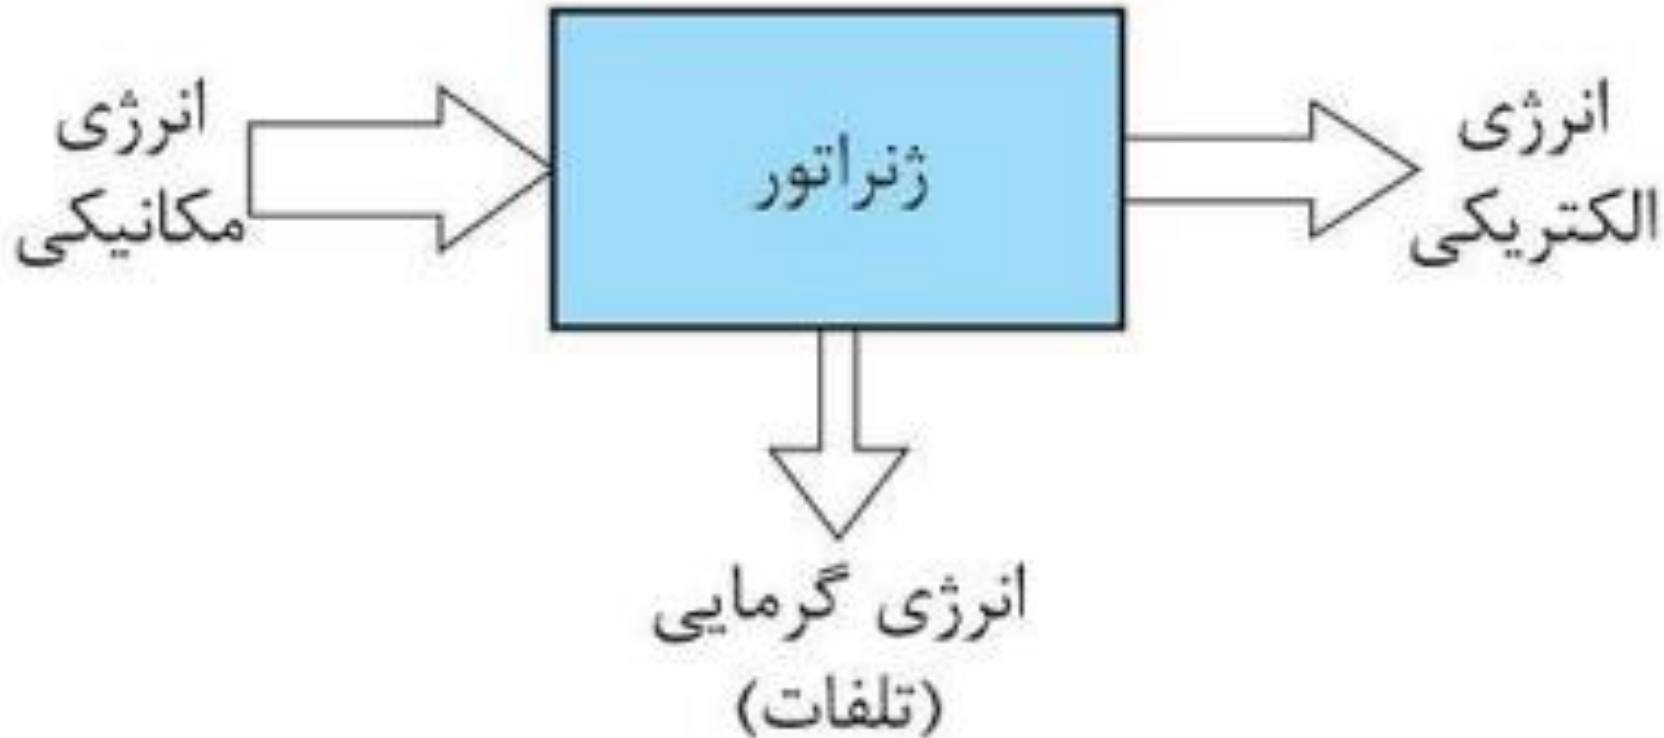 انرژی
مکانیکی
ژنراتور
انرژی
الکتریکی
انرژی گرمایی
(تلفات)